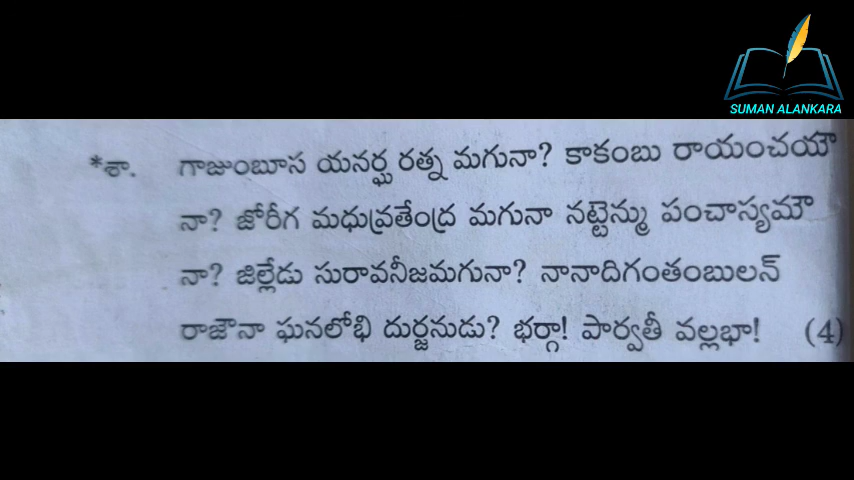 SUMAN ALANKARA
*శా. గాజుంబూస యనర్ఘ రత్న మగునా? కాకంబు రాయంచయౌ
నా? జోరీగ మధువ్రతేంద్ర మగునా నట్టెన్ము పంచాస్యమౌ
నా? జిల్లేడు సురావనీజమగునా? నానాదిగంతంబులన్
రాజౌనా ఘనలోభి దుర్జనుడు? భర్గా! పార్వతీ వల్లభా! (4)